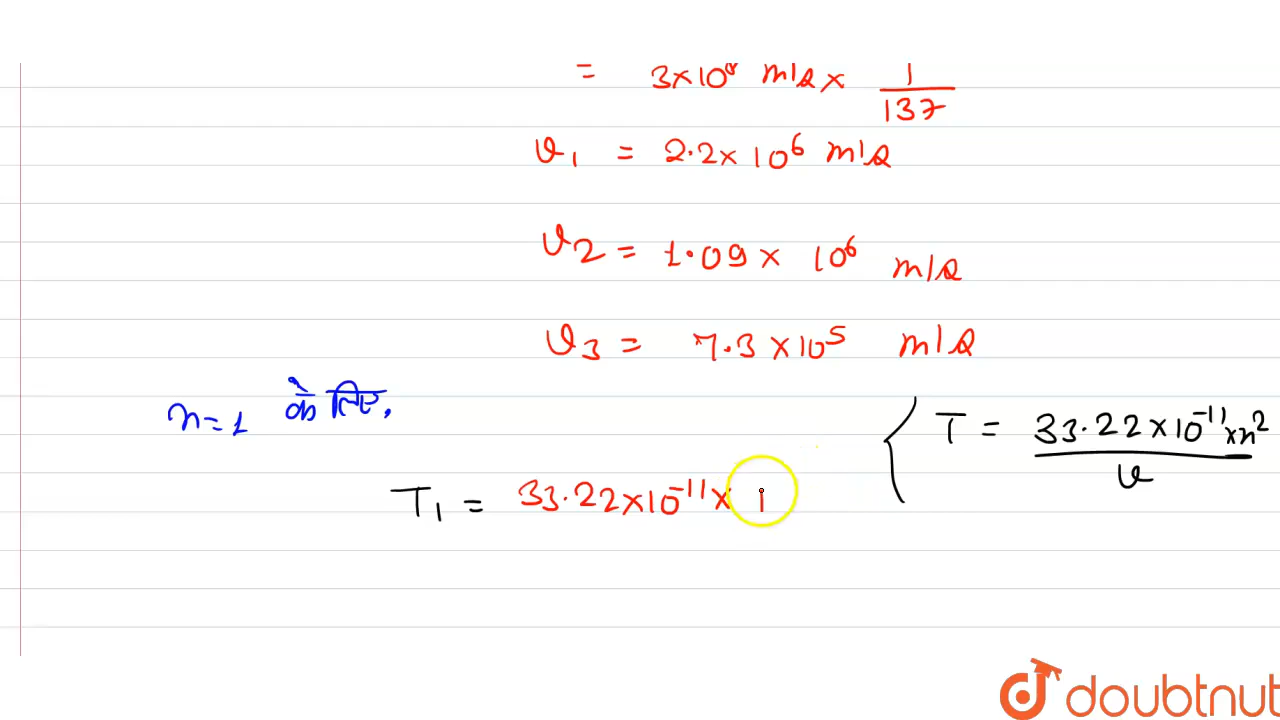 = 3×10⁸ m/s × 1/137
v₁ = 2.2×10⁶ m/s
v₂ = 1.09× 10⁶ m/s
v₃ = 7.3×10⁵ m/s
n=1 के लिए,
T = 33.22×10⁻¹¹×n²/v
T₁ = 33.22×10⁻¹¹× 1
doubtnut